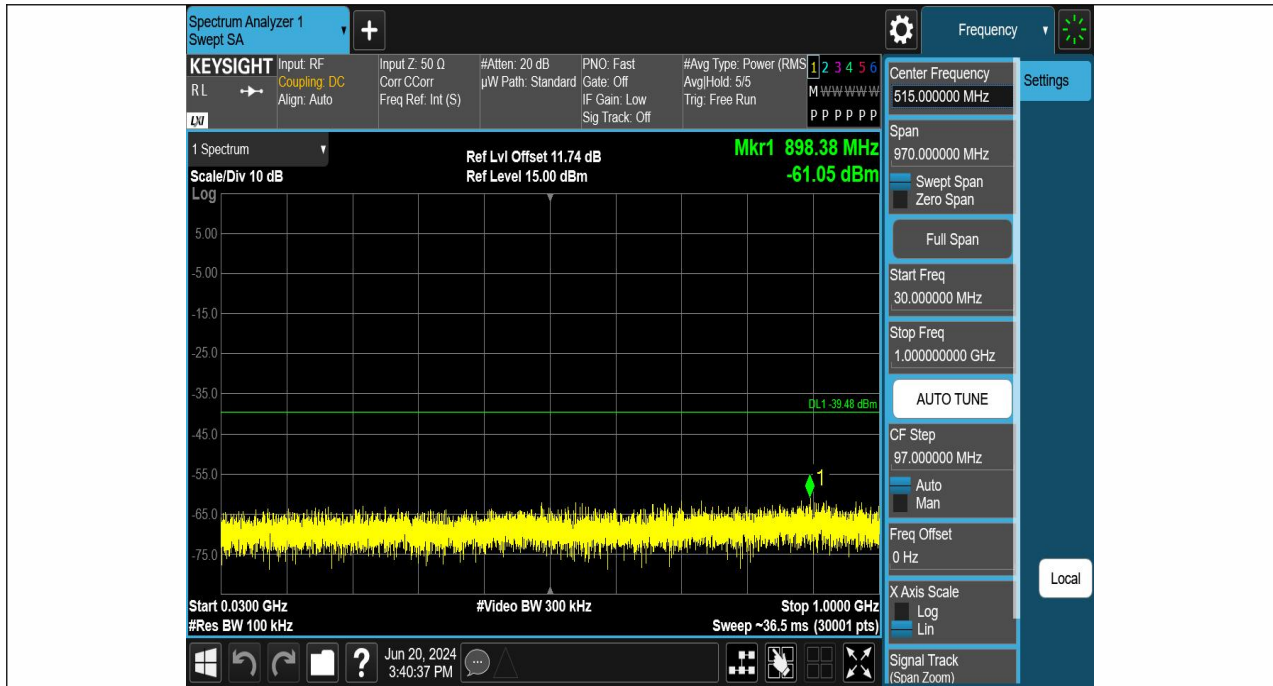 Spectrum Analyzer 1
Swept SA
+
Frequency
KEYSIGHT
RL
LXI
Input: RF
Coupling: DC
Align: Auto
Input Z: 50 Ω
Corr CCorr
Freq Ref: Int (S)
#Atten: 20 dB
µW Path: Standard
PNO: Fast
Gate: Off
IF Gain: Low
Sig Track: Off
#Avg Type: Power (RMS
Avg|Hold: 5/5
Trig: Free Run
1 2 3 4 5 6
M W W W W W
P P P P P P
1 Spectrum
Scale/Div 10 dB
Log
Ref Lvl Offset 11.74 dB
Ref Level 15.00 dBm
Mkr1 898.38 MHz
-61.05 dBm
5.00
-5.00
-15.0
-25.0
-35.0
DL1 -39.48 dBm
-45.0
-55.0
1
-65.0
-75.0
Start 0.0300 GHz
#Res BW 100 kHz
#Video BW 300 kHz
Stop 1.0000 GHz
Sweep ~36.5 ms (30001 pts)
?
Jun 20, 2024
3:40:37 PM
Center Frequency
515.000000 MHz
Span
970.000000 MHz
Swept Span
Zero Span
Full Span
Start Freq
30.000000 MHz
Stop Freq
1.000000000 GHz
AUTO TUNE
CF Step
97.000000 MHz
Auto
Man
Freq Offset
0 Hz
X Axis Scale
Log
Lin
Signal Track
(Span Zoom)
Settings
Local